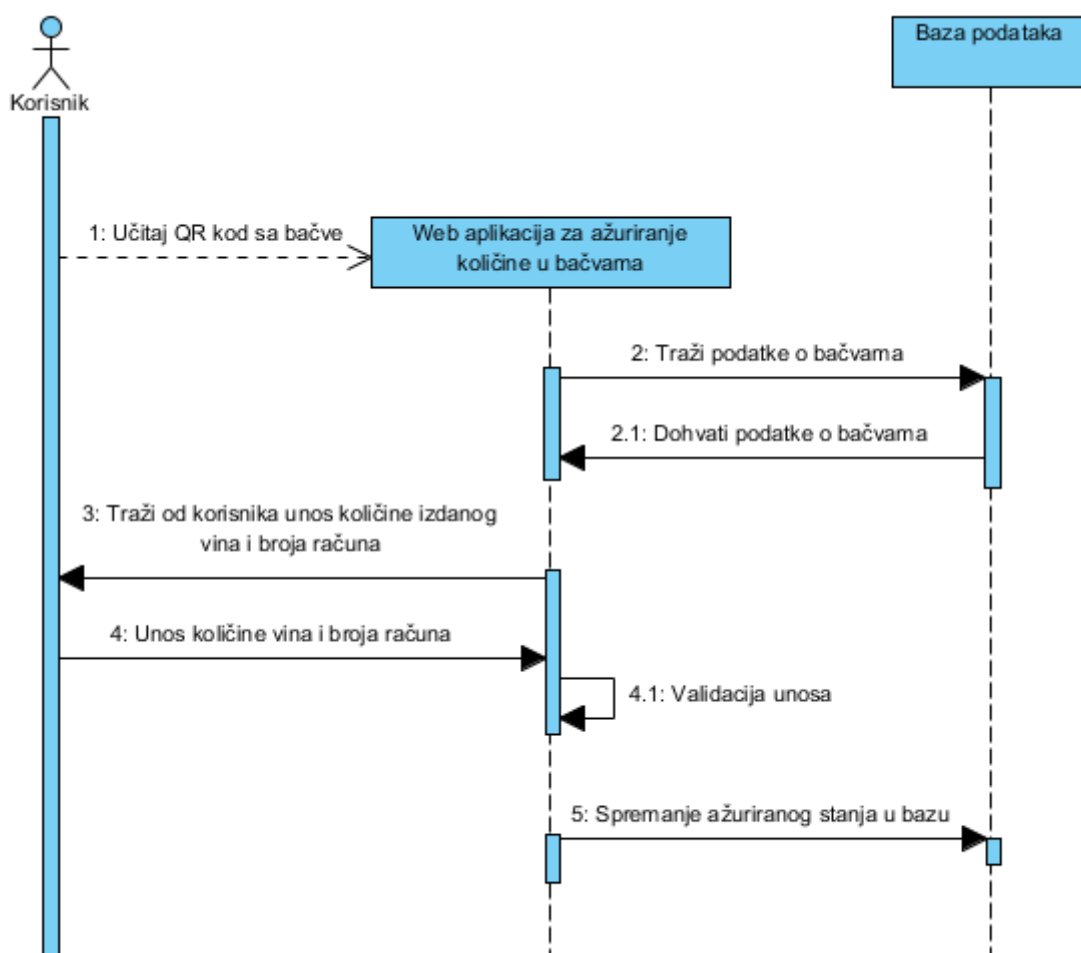 Baza podataka
Korisnik
1: Učitaj QR kod sa bačve
Web aplikacija za ažuriranje
količine u bačvama
2: Traži podatke o bačvama
2.1: Dohvati podatke o bačvama
3: Traži od korisnika unos količine izdanog
vina i broja računa
4: Unos količine vina i broja računa
4.1: Validacija unosa
5: Spremanje ažuriranog stanja u bazu